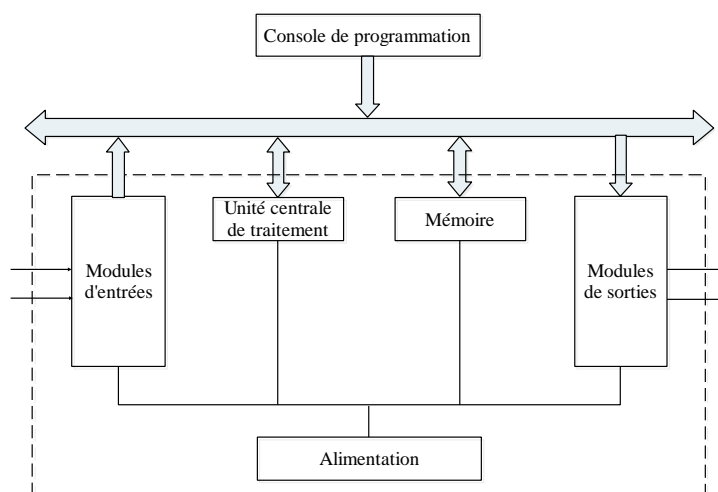 Console de programmation
Unité centrale
de traitement
Mémoire
Modules
d'entrées
Modules
de sorties
Alimentation